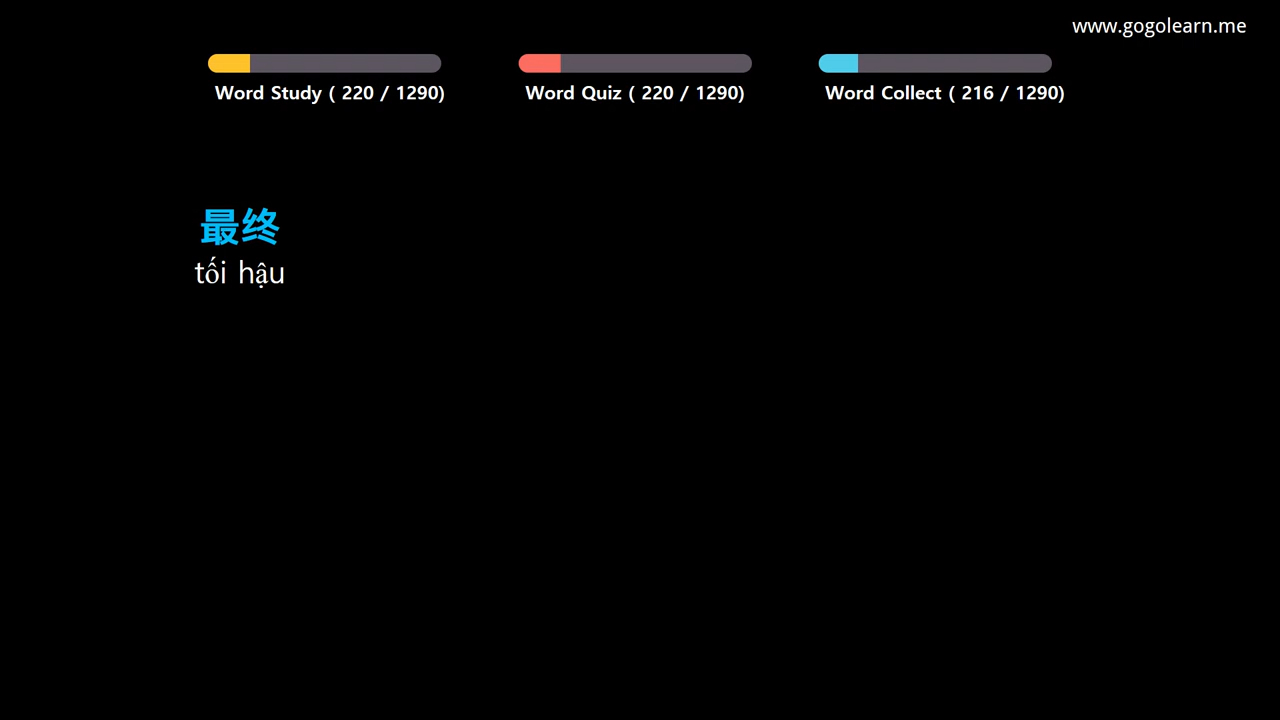 www.gogolearn.me
Word Study ( 220 / 1290)
Word Quiz ( 220 / 1290)
Word Collect ( 216 / 1290)
最终
tối hậu